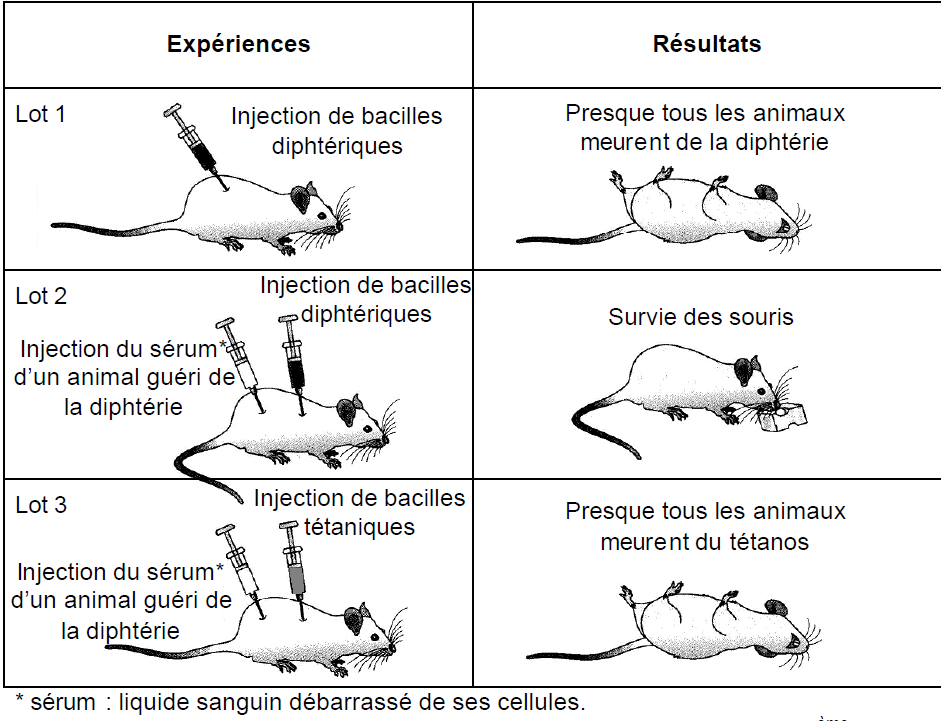 Expériences
Résultats
Lot 1
Injection de bacilles
diphtériques
Presque tous les animaux
meurent de la diphtérie
Lot 2
Injection de bacilles
diphtériques
Injection du sérum*
d'un animal guéri de
la diphtérie
Survie des souris
Lot 3
Injection de bacilles
tétaniques
Injection du sérum*
d'un animal guéri de
la diphtérie
Presque tous les animaux
meurent du tétanos
* sérum : liquide sanguin débarrassé de ses cellules.